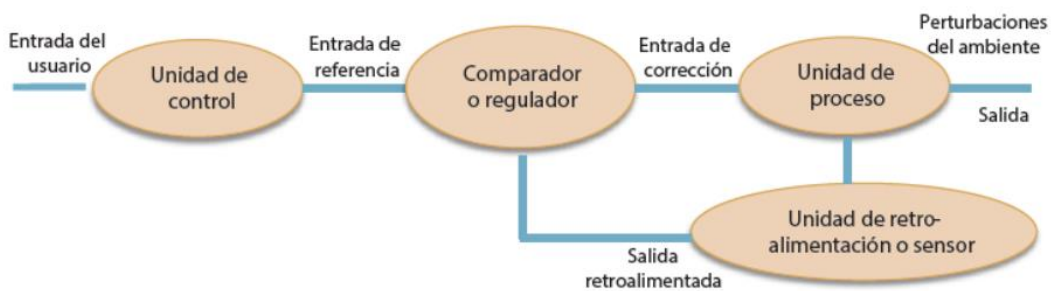 Entrada del
usuario
Unidad de
control
Entrada de
referencia
Comparador
o regulador
Entrada de
corrección
Unidad de
proceso
Perturbaciones
del ambiente
Salida
Unidad de retro-
alimentación o sensor
Salida
retroalimentada